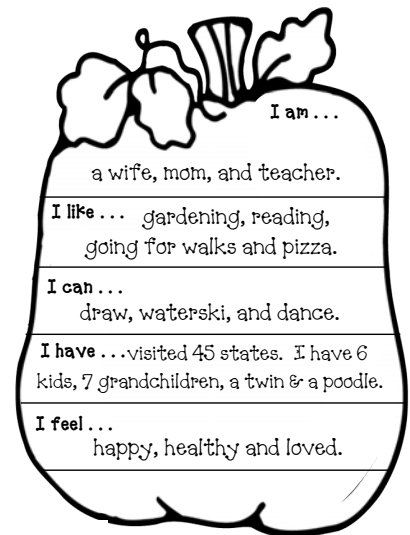 I am . . .
a wife, mom, and teacher.
I like . . . gardening, reading,
going for walks and pizza.
I can . . .
draw, waterski, and dance.
I have . . . visited 45 states. I have 6
kids, 7 grandchildren, a twin & a poodle.
I feel . . .
happy, healthy and loved.